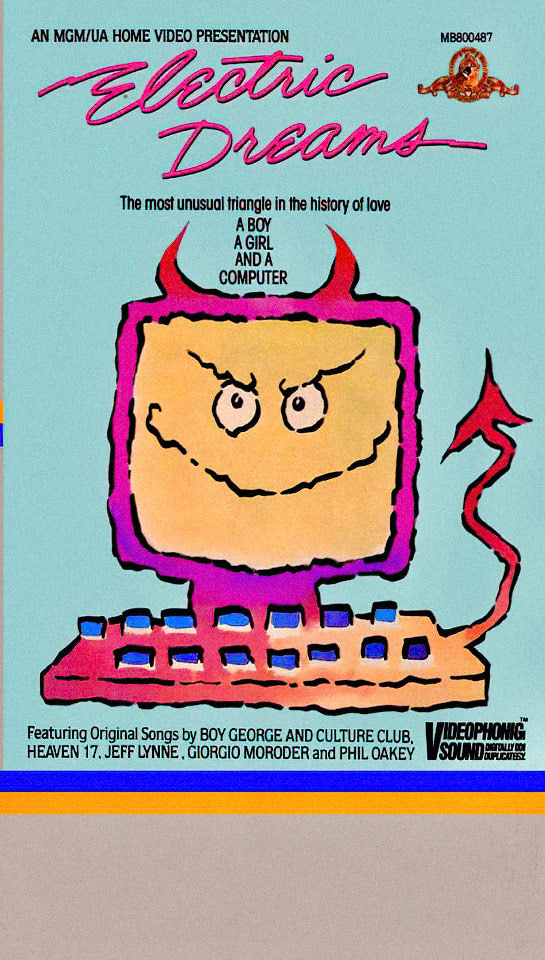 AN MGM/UA HOME VIDEO PRESENTATION
MB800487
Electric
Dreams
The most unusual triangle in the history of love
A BOY
A GIRL
AND A
COMPUTER
Featuring Original Songs by BOY GEORGE AND CULTURE CLUB,
HEAVEN 17, JEFF LYNNE, GIORGIO MORODER and PHIL OAKEY
VIDEOPHONIC™
SOUND